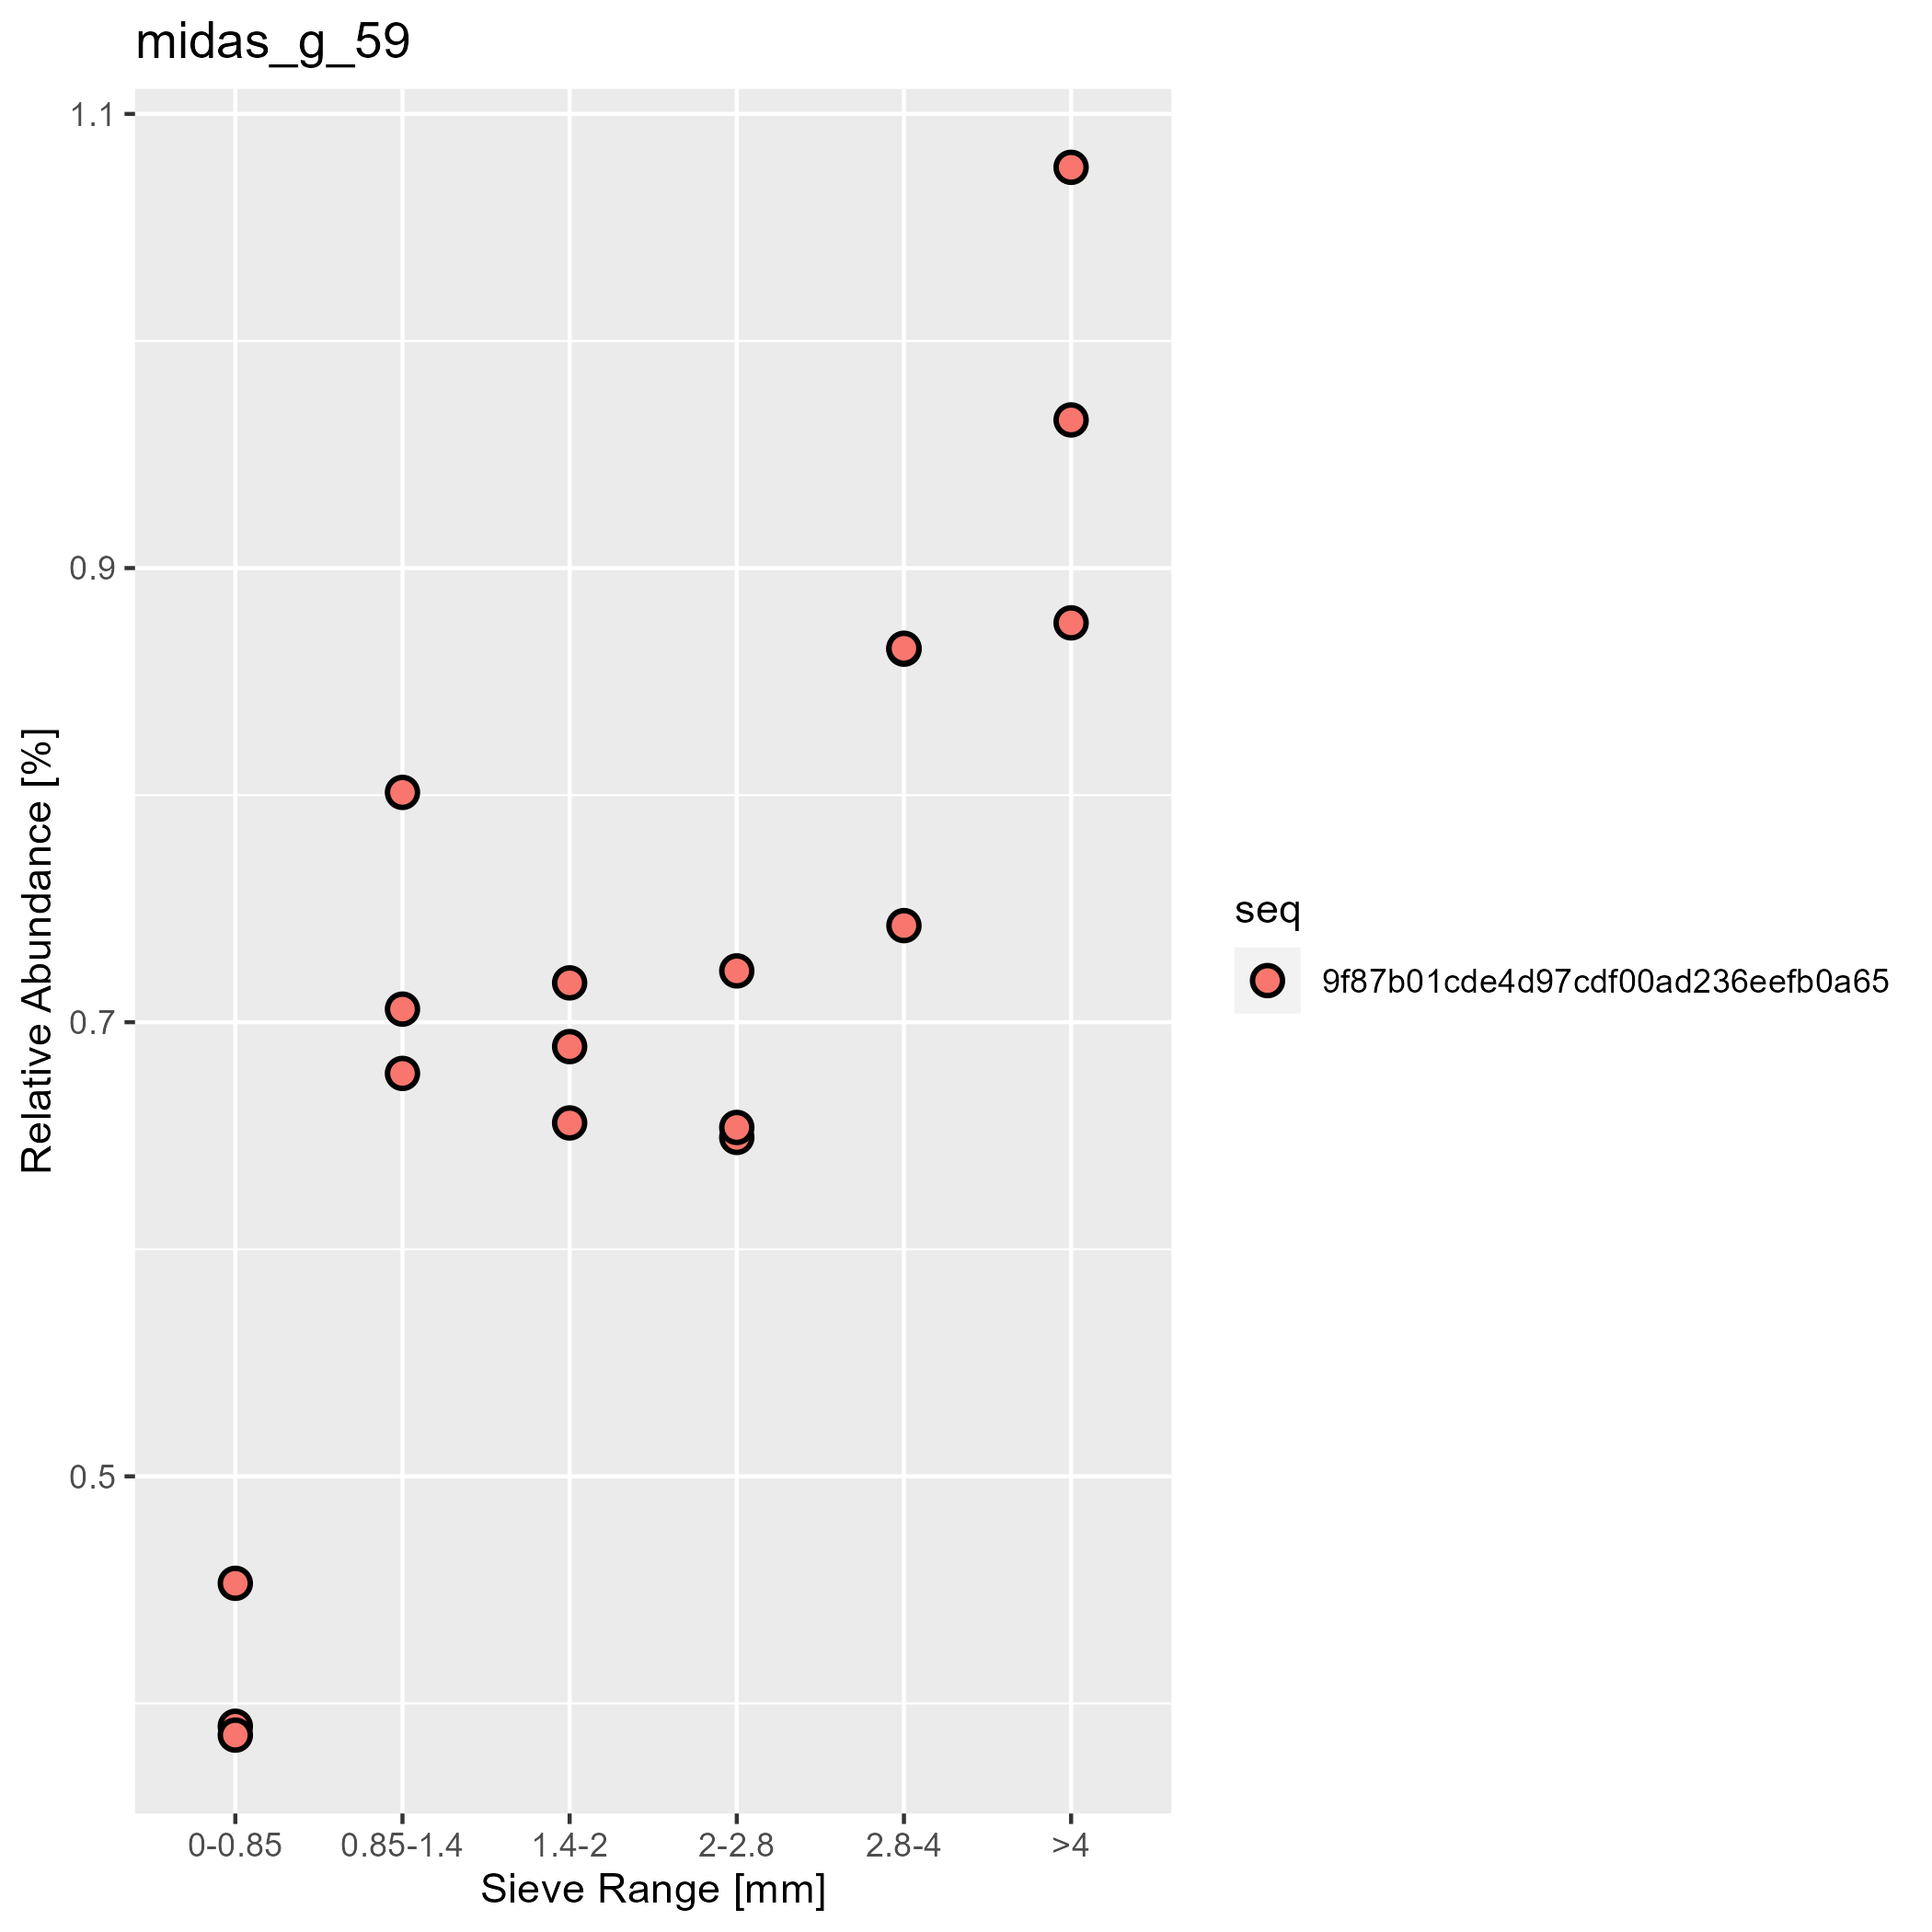 midas_g_59
1.1
0.9
0.7
0.5
Relative Abundance [%]
0-0.85
0.85-1.4
1.4-2
2-2.8
2.8-4
>4
Sieve Range [mm]
seq
9f87b01cde4d97cdf00ad236eefb0a65